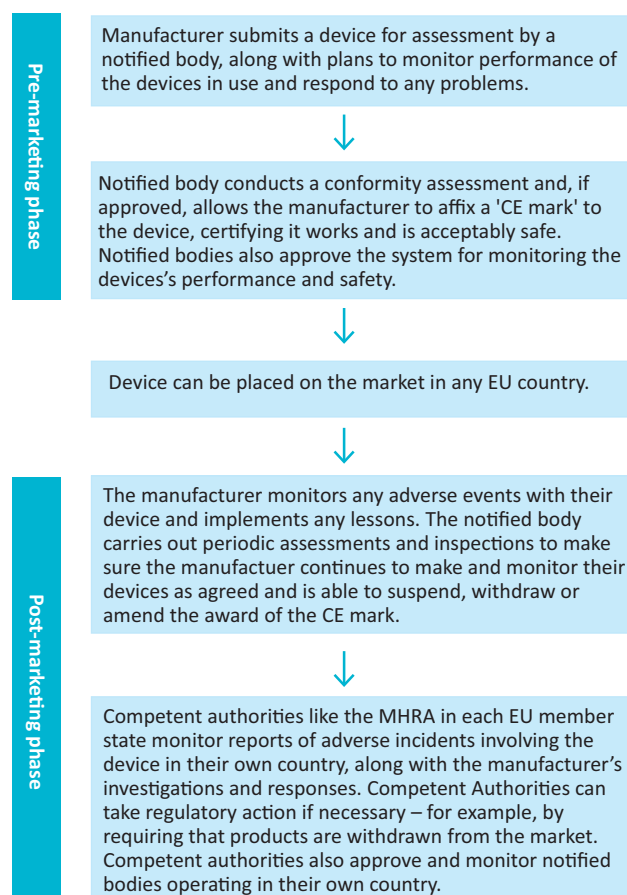 Pre-marketing phase
Manufacturer submits a device for assessment by a
notified body, along with plans to monitor performance of
the devices in use and respond to any problems.
Notified body conducts a conformity assessment and, if
approved, allows the manufacturer to affix a 'CE mark' to
the device, certifying it works and is acceptably safe.
Notified bodies also approve the system for monitoring the
devices's performance and safety.
Device can be placed on the market in any EU country.
Post-marketing phase
The manufacturer monitors any adverse events with their
device and implements any lessons. The notified body
carries out periodic assessments and inspections to make
sure the manufactuer continues to make and monitor their
devices as agreed and is able to suspend, withdraw or
amend the award of the CE mark.
Competent authorities like the MHRA in each EU member
state monitor reports of adverse incidents involving the
device in their own country, along with the manufacturer’s
investigations and responses. Competent Authorities can
take regulatory action if necessary – for example, by
requiring that products are withdrawn from the market.
Competent authorities also approve and monitor notified
bodies operating in their own country.